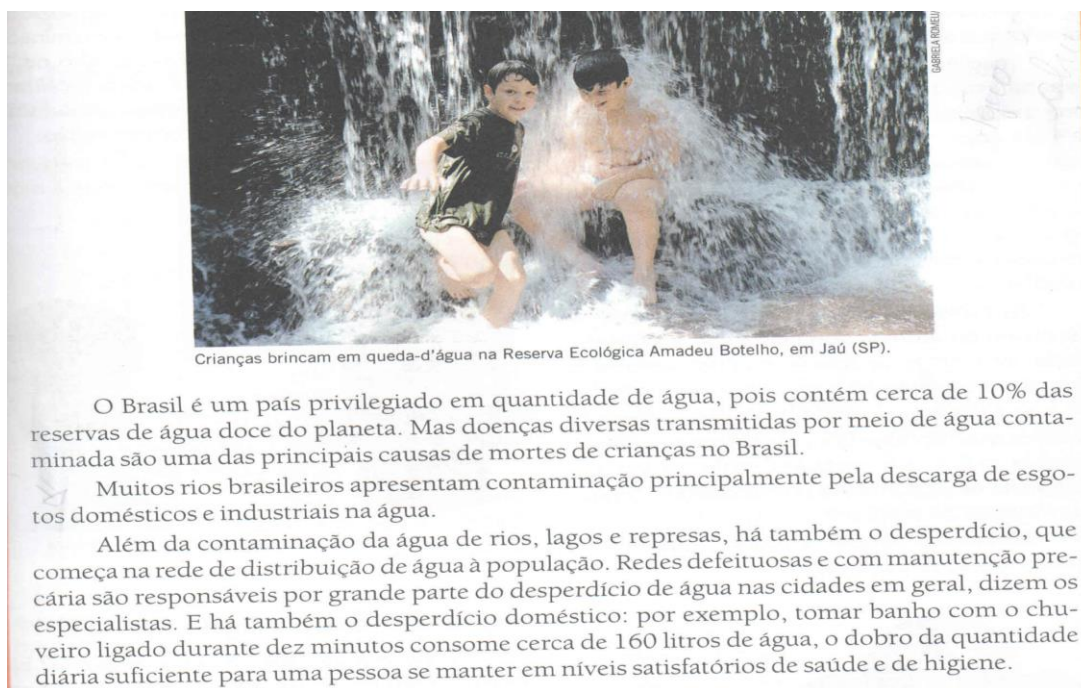 GABRIELA ROMEU
Crianças brincam em queda-d'água na Reserva Ecológica Amadeu Botelho, em Jaú (SP).
O Brasil é um país privilegiado em quantidade de água, pois contém cerca de 10% das
reservas de água doce do planeta. Mas doenças diversas transmitidas por meio de água conta-
minada são uma das principais causas de mortes de crianças no Brasil.
Muitos rios brasileiros apresentam contaminação principalmente pela descarga de esgo-
tos domésticos e industriais na água.
Além da contaminação da água de rios, lagos e represas, há também o desperdício, que
começa na rede de distribuição de água à população. Redes defeituosas e com manutenção pre-
cária são responsáveis por grande parte do desperdício de água nas cidades em geral, dizem os
especialistas. E há também o desperdício doméstico: por exemplo, tomar banho com o chu-
veiro ligado durante dez minutos consome cerca de 160 litros de água, o dobro da quantidade
diária suficiente para uma pessoa se manter em níveis satisfatórios de saúde e de higiene.